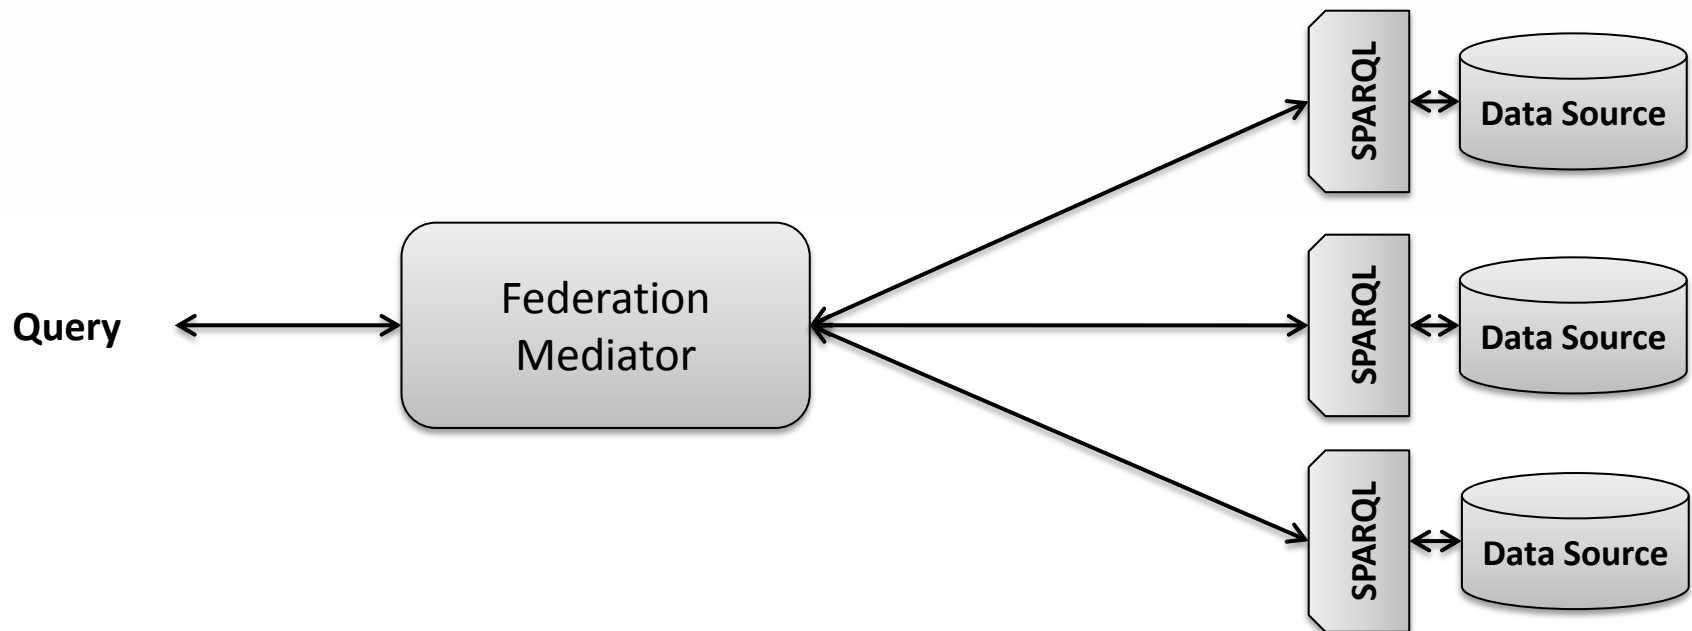 SPARQL
Data Source
Query
Federation
Mediator
SPARQL
Data Source
SPARQL
Data Source